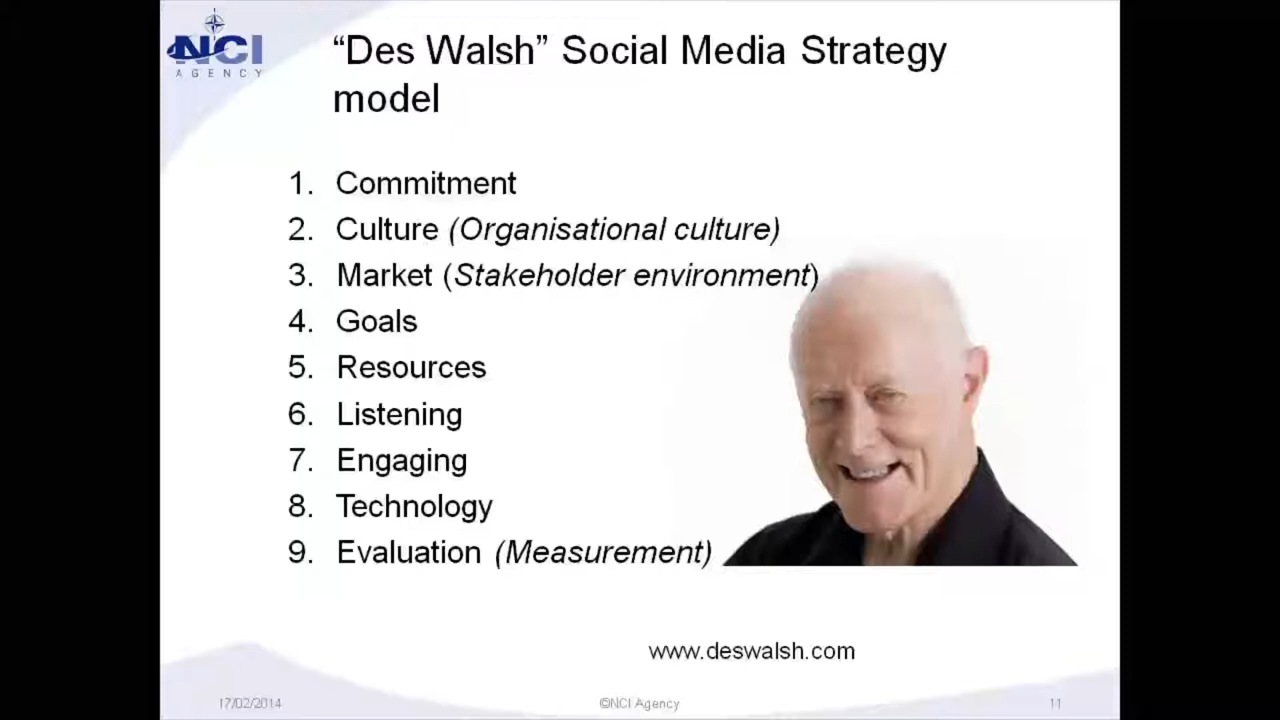 NCI
AGENCY
“Des Walsh” Social Media Strategy
model
1. Commitment
2. Culture (Organisational culture)
3. Market (Stakeholder environment)
4. Goals
5. Resources
6. Listening
7. Engaging
8. Technology
9. Evaluation (Measurement)
www.deswalsh.com
17/02/2014
©NCI Agency
11